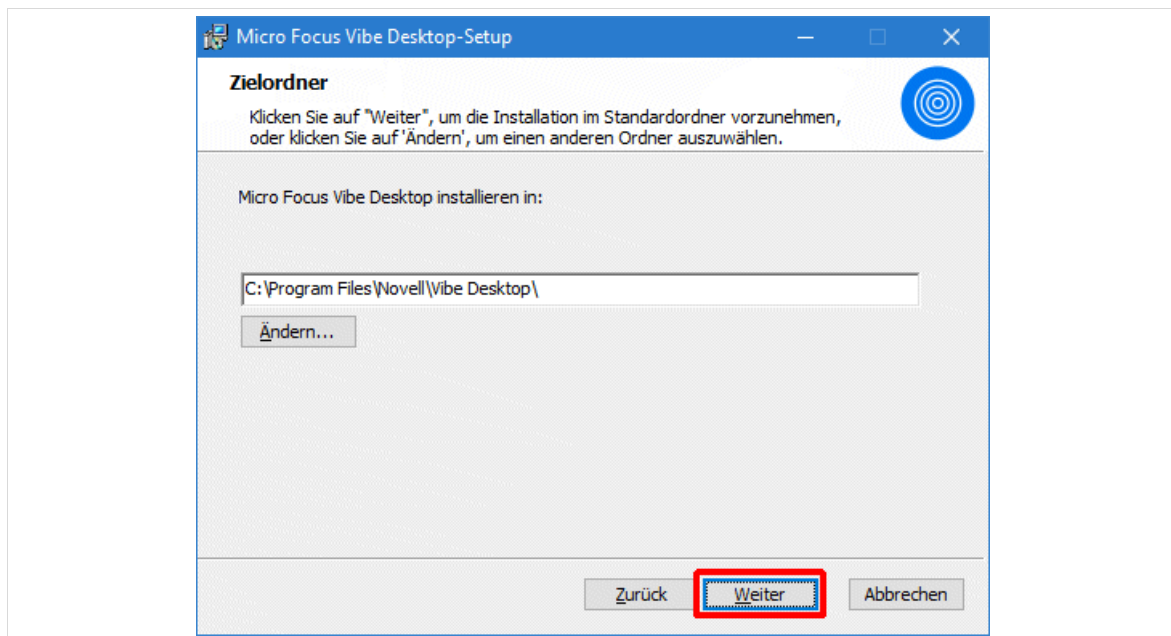 Micro Focus Vibe Desktop-Setup
Zielordner
Klicken Sie auf "Weiter", um die Installation im Standardordner vorzunehmen,
oder klicken Sie auf 'Ändern', um einen anderen Ordner auszuwählen.
Micro Focus Vibe Desktop installieren in:
C:\Program Files\Novell\Vibe Desktop\
Ändern...
Zurück Weiter Abbrechen